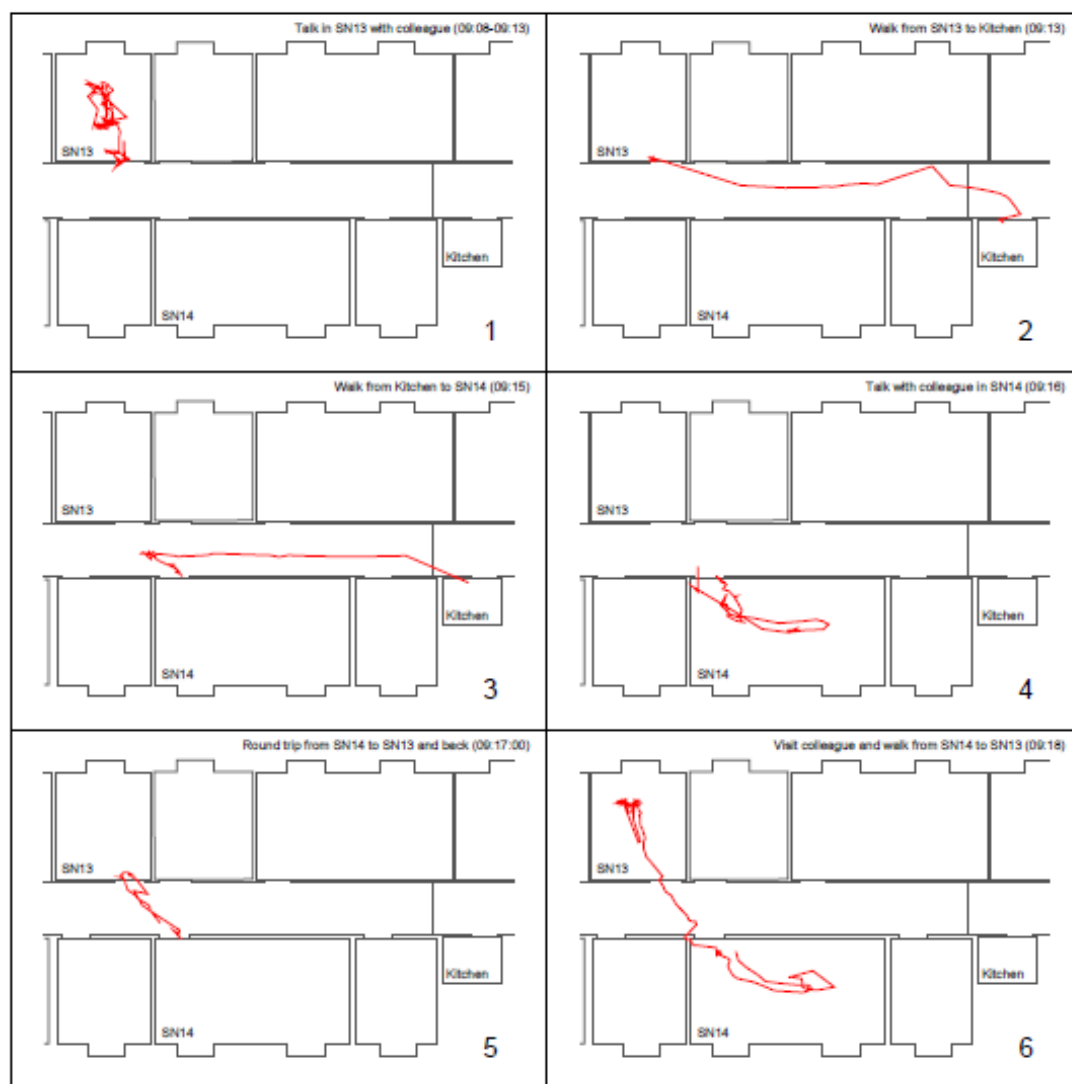 Talk in SN13 with colleague (09:08-09:13)
SN13
Kitchen
SN14
1
Walk from SN13 to Kitchen (09:13)
SN13
Kitchen
SN14
2
Walk from Kitchen to SN14 (09:15)
SN13
Kitchen
SN14
3
Talk with colleague in SN14 (09:16)
SN13
Kitchen
SN14
4
Round trip from SN14 to SN13 and back (09:17:00)
SN13
Kitchen
SN14
5
Visit colleague and walk from SN14 to SN13 (09:18)
SN13
Kitchen
SN14
6